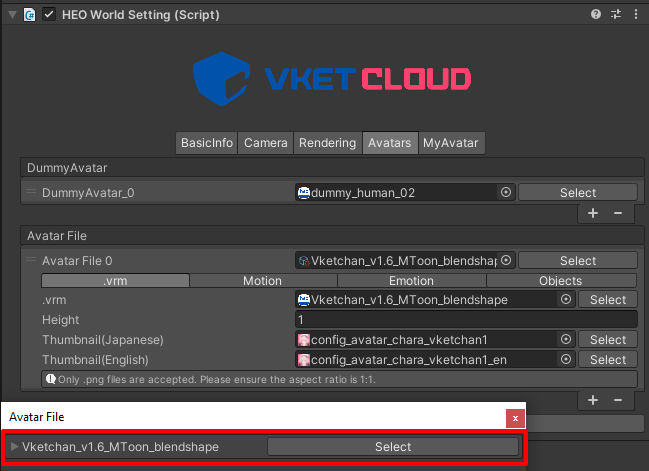 HEO World Setting (Script)
VKET CLOUD
BasicInfo Camera Rendering Avatars MyAvatar
DummyAvatar
DummyAvatar_0 dummy_human_02 Select
+ −
Avatar File
Avatar File 0 Vketchan_v1.6_MToon_blendshap Select
.vrm Motion Emotion Objects
.vrm Vketchan_v1.6_MToon_blendshape Select
Height 1
Thumbnail(Japanese) config_avatar_chara_vketchan1 Select
Thumbnail(English) config_avatar_chara_vketchan1_en Select
Only .png files are accepted. Please ensure the aspect ratio is 1:1.
+ −
Avatar File x
Vketchan_v1.6_MToon_blendshape Select